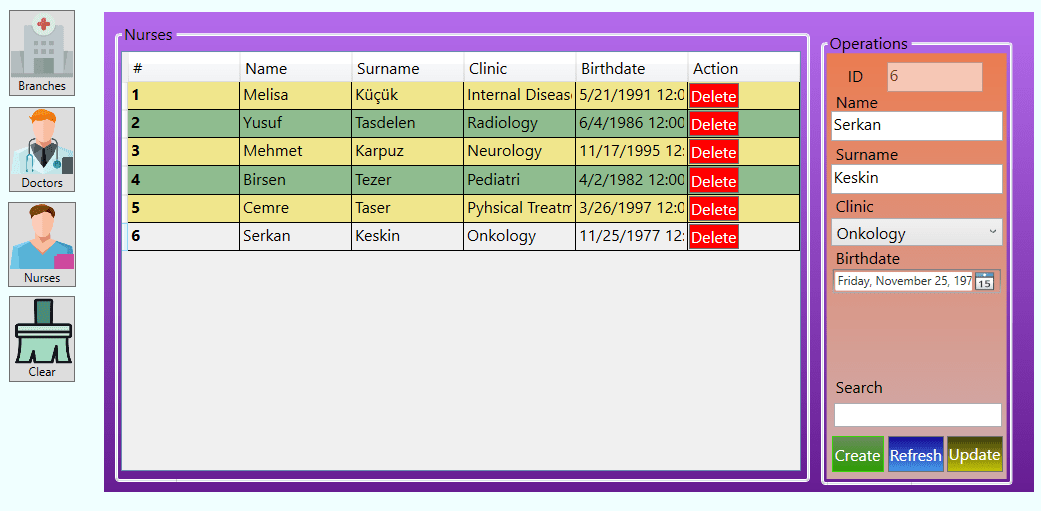 Branches
Doctors
Nurses
Clear
Nurses
# Name Surname Clinic Birthdate Action
1 Melisa Küçük Internal Diseas 5/21/1991 12:0 Delete
2 Yusuf Tasdelen Radiology 6/4/1986 12:00 Delete
3 Mehmet Karpuz Neurology 11/17/1995 12: Delete
4 Birsen Tezer Pediatri 4/2/1982 12:00 Delete
5 Cemre Taser Pyhsical Treatm 3/26/1997 12:0 Delete
6 Serkan Keskin Onkology 11/25/1977 12: Delete
Operations
ID 6
Name
Serkan
Surname
Keskin
Clinic
Onkology
Birthdate
Friday, November 25, 197 15
Search
Create Refresh Update